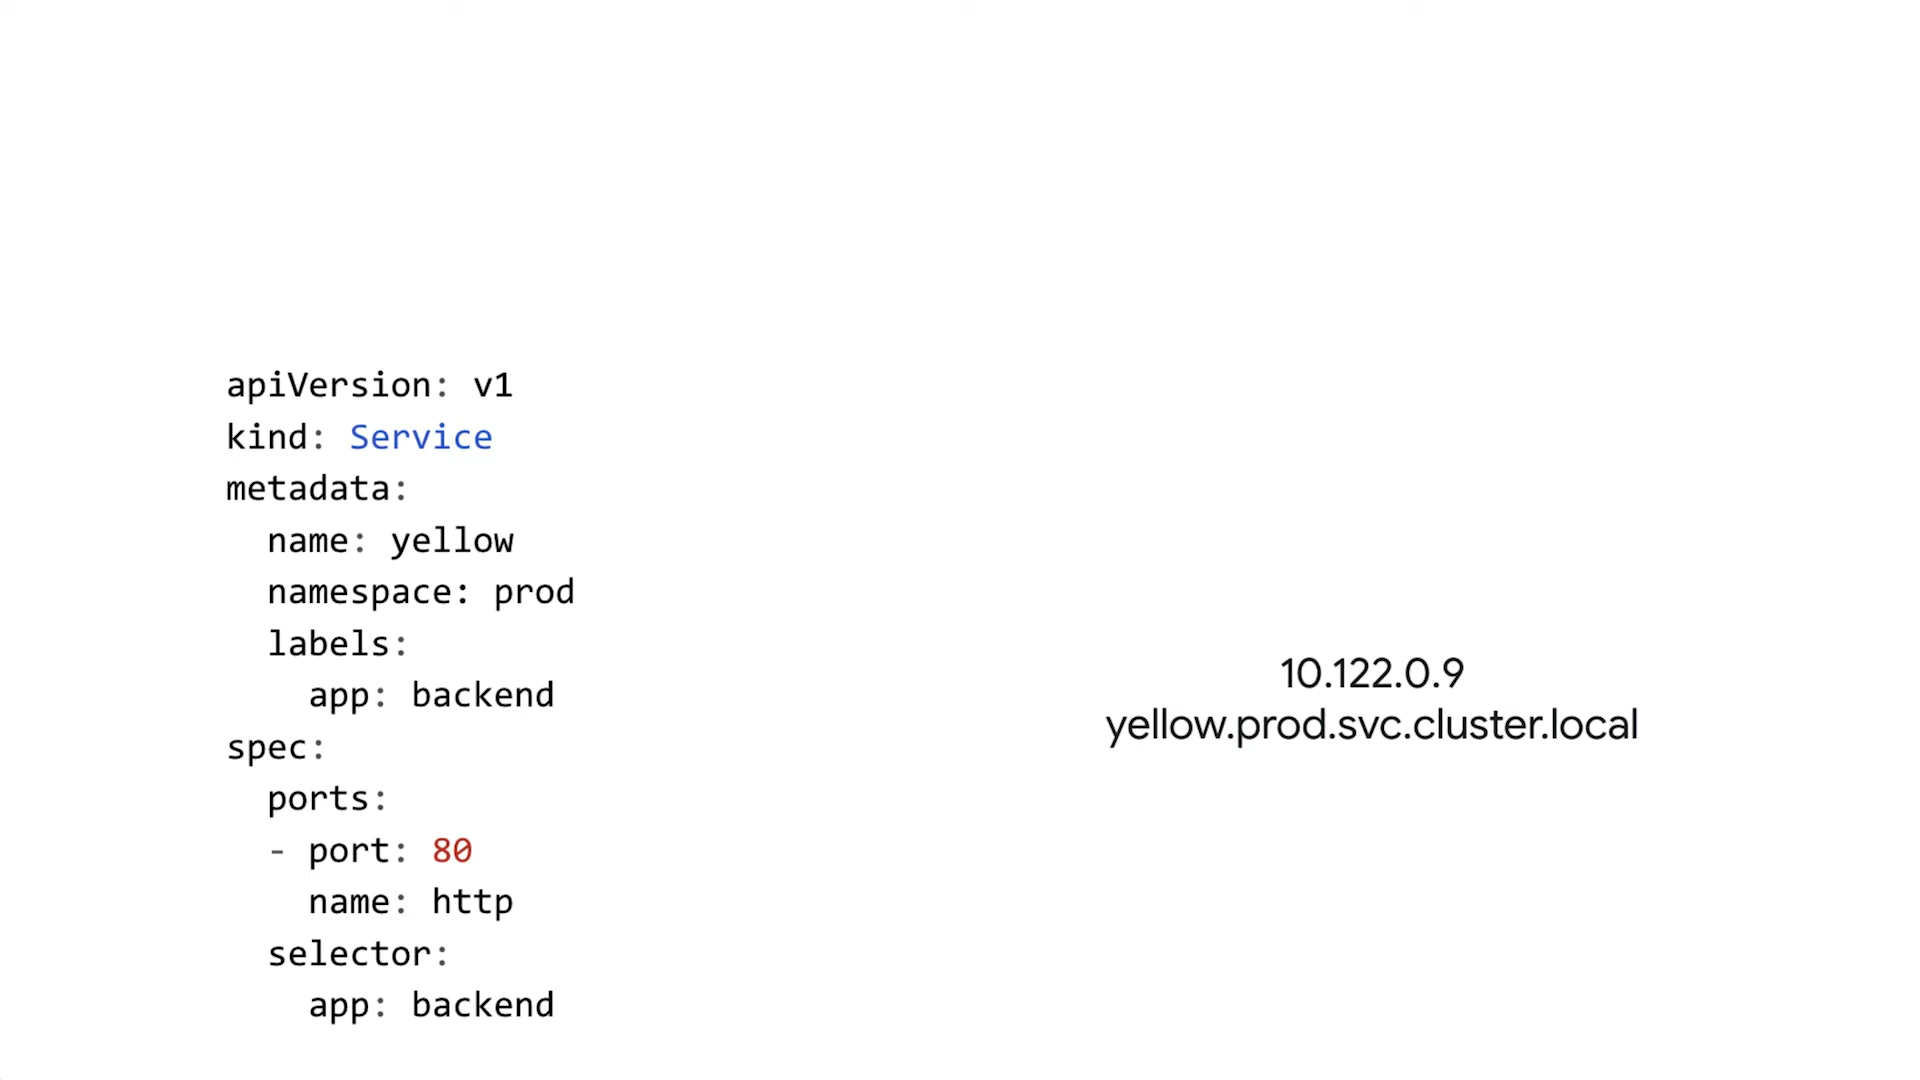 apiVersion: v1
kind: Service
metadata:
  name: yellow
  namespace: prod
  labels:
    app: backend
spec:
  ports:
  - port: 80
    name: http
  selector:
    app: backend
10.122.0.9
yellow.prod.svc.cluster.local